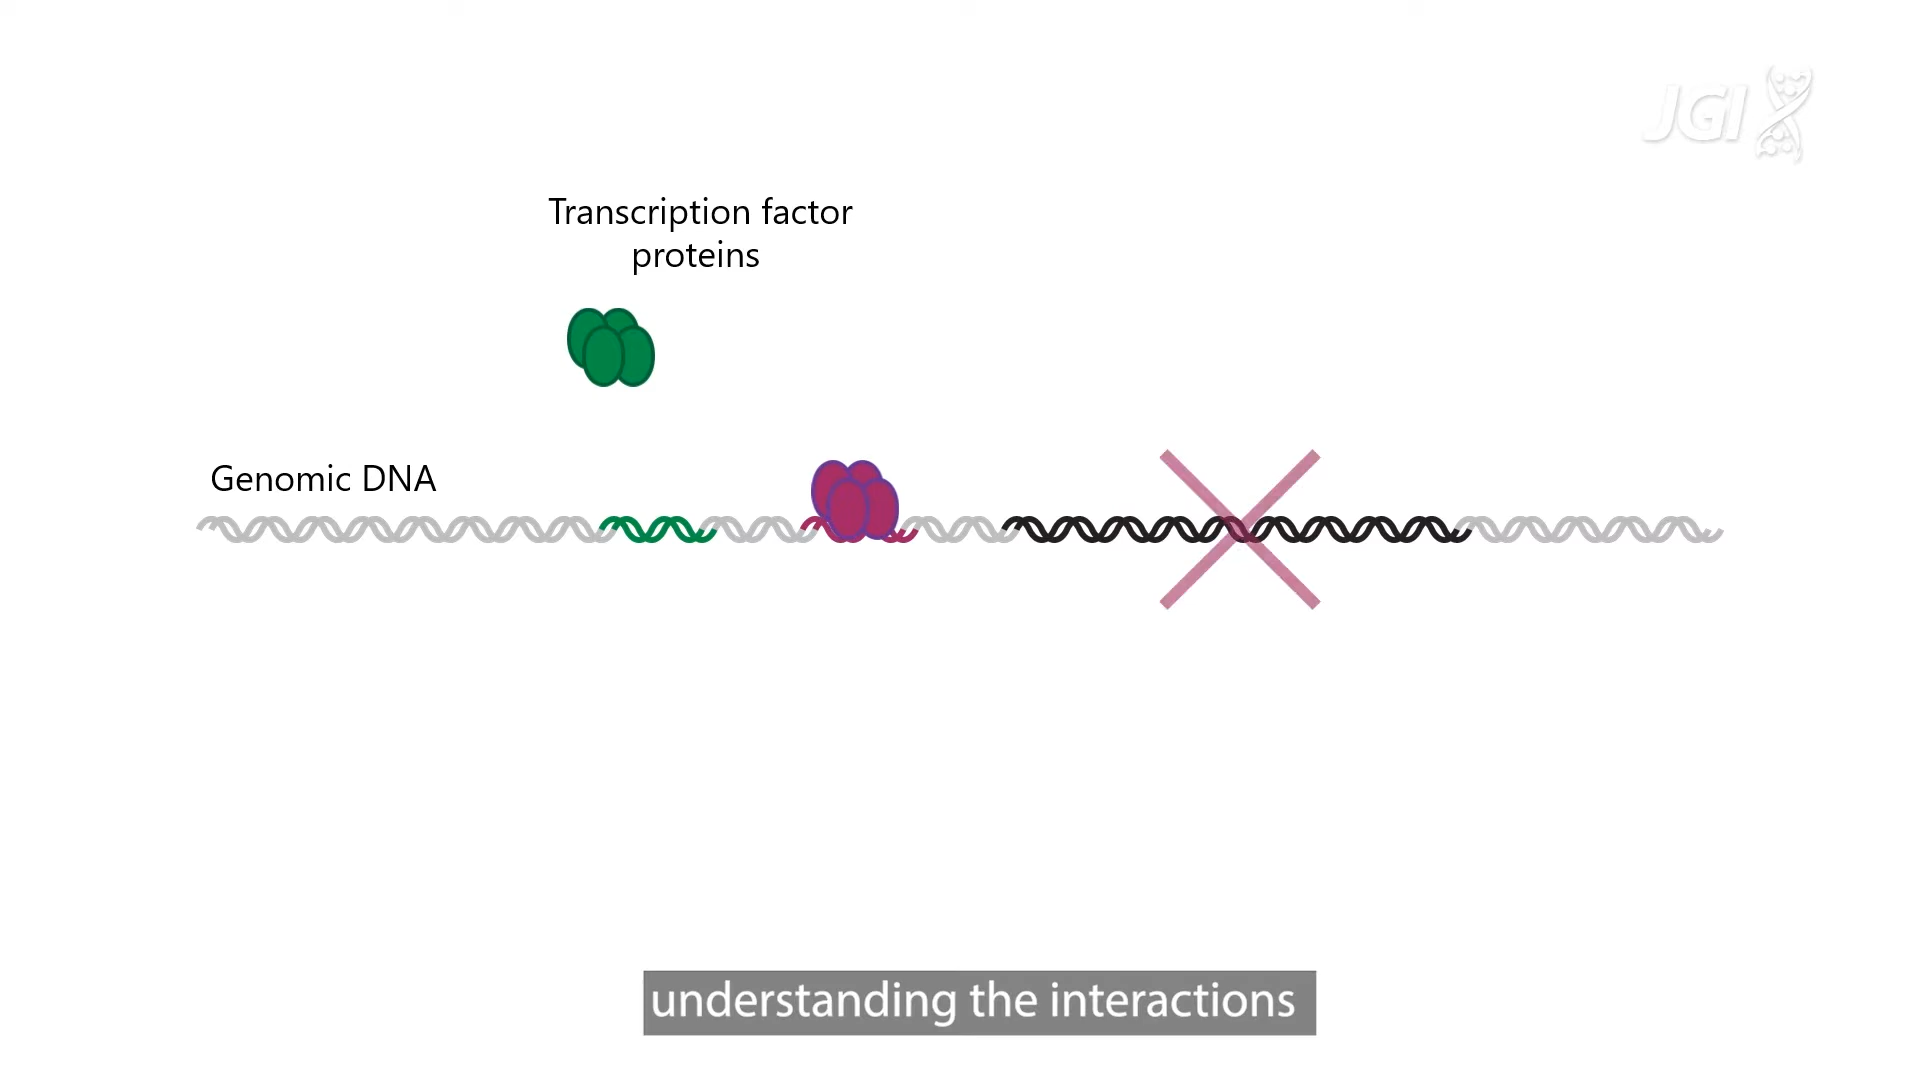 JGI
Transcription factor
proteins
Genomic DNA
understanding the interactions